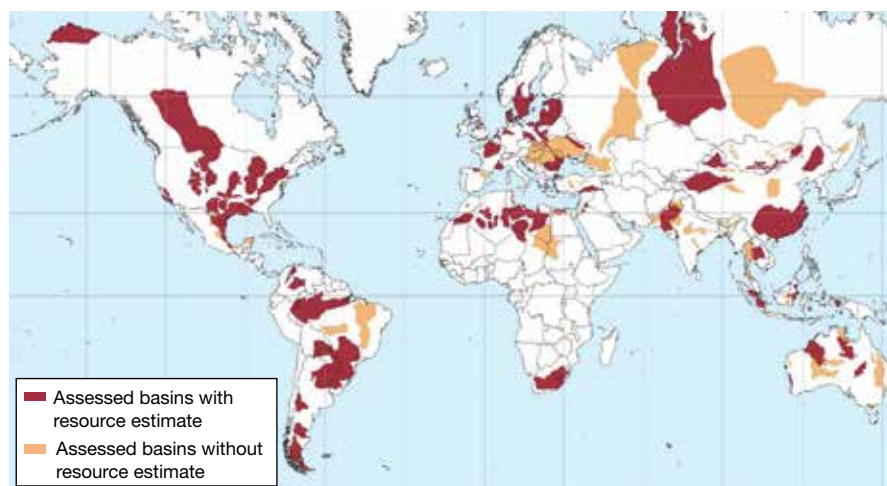 Assessed basins with
resource estimate
Assessed basins without
resource estimate